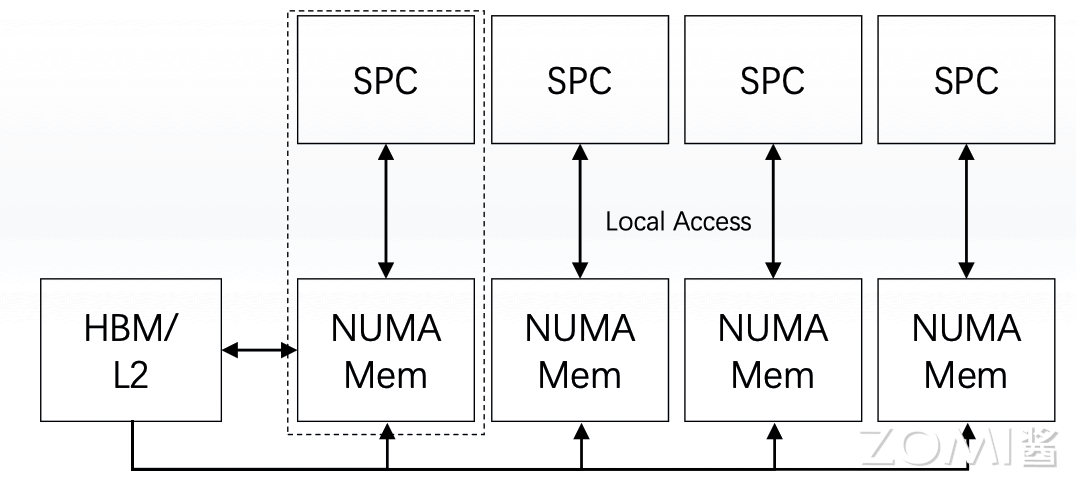 SPC
SPC
SPC
SPC
Local Access
HBM/
L2
NUMA
Mem
NUMA
Mem
NUMA
Mem
NUMA
Mem
ZOMI酱